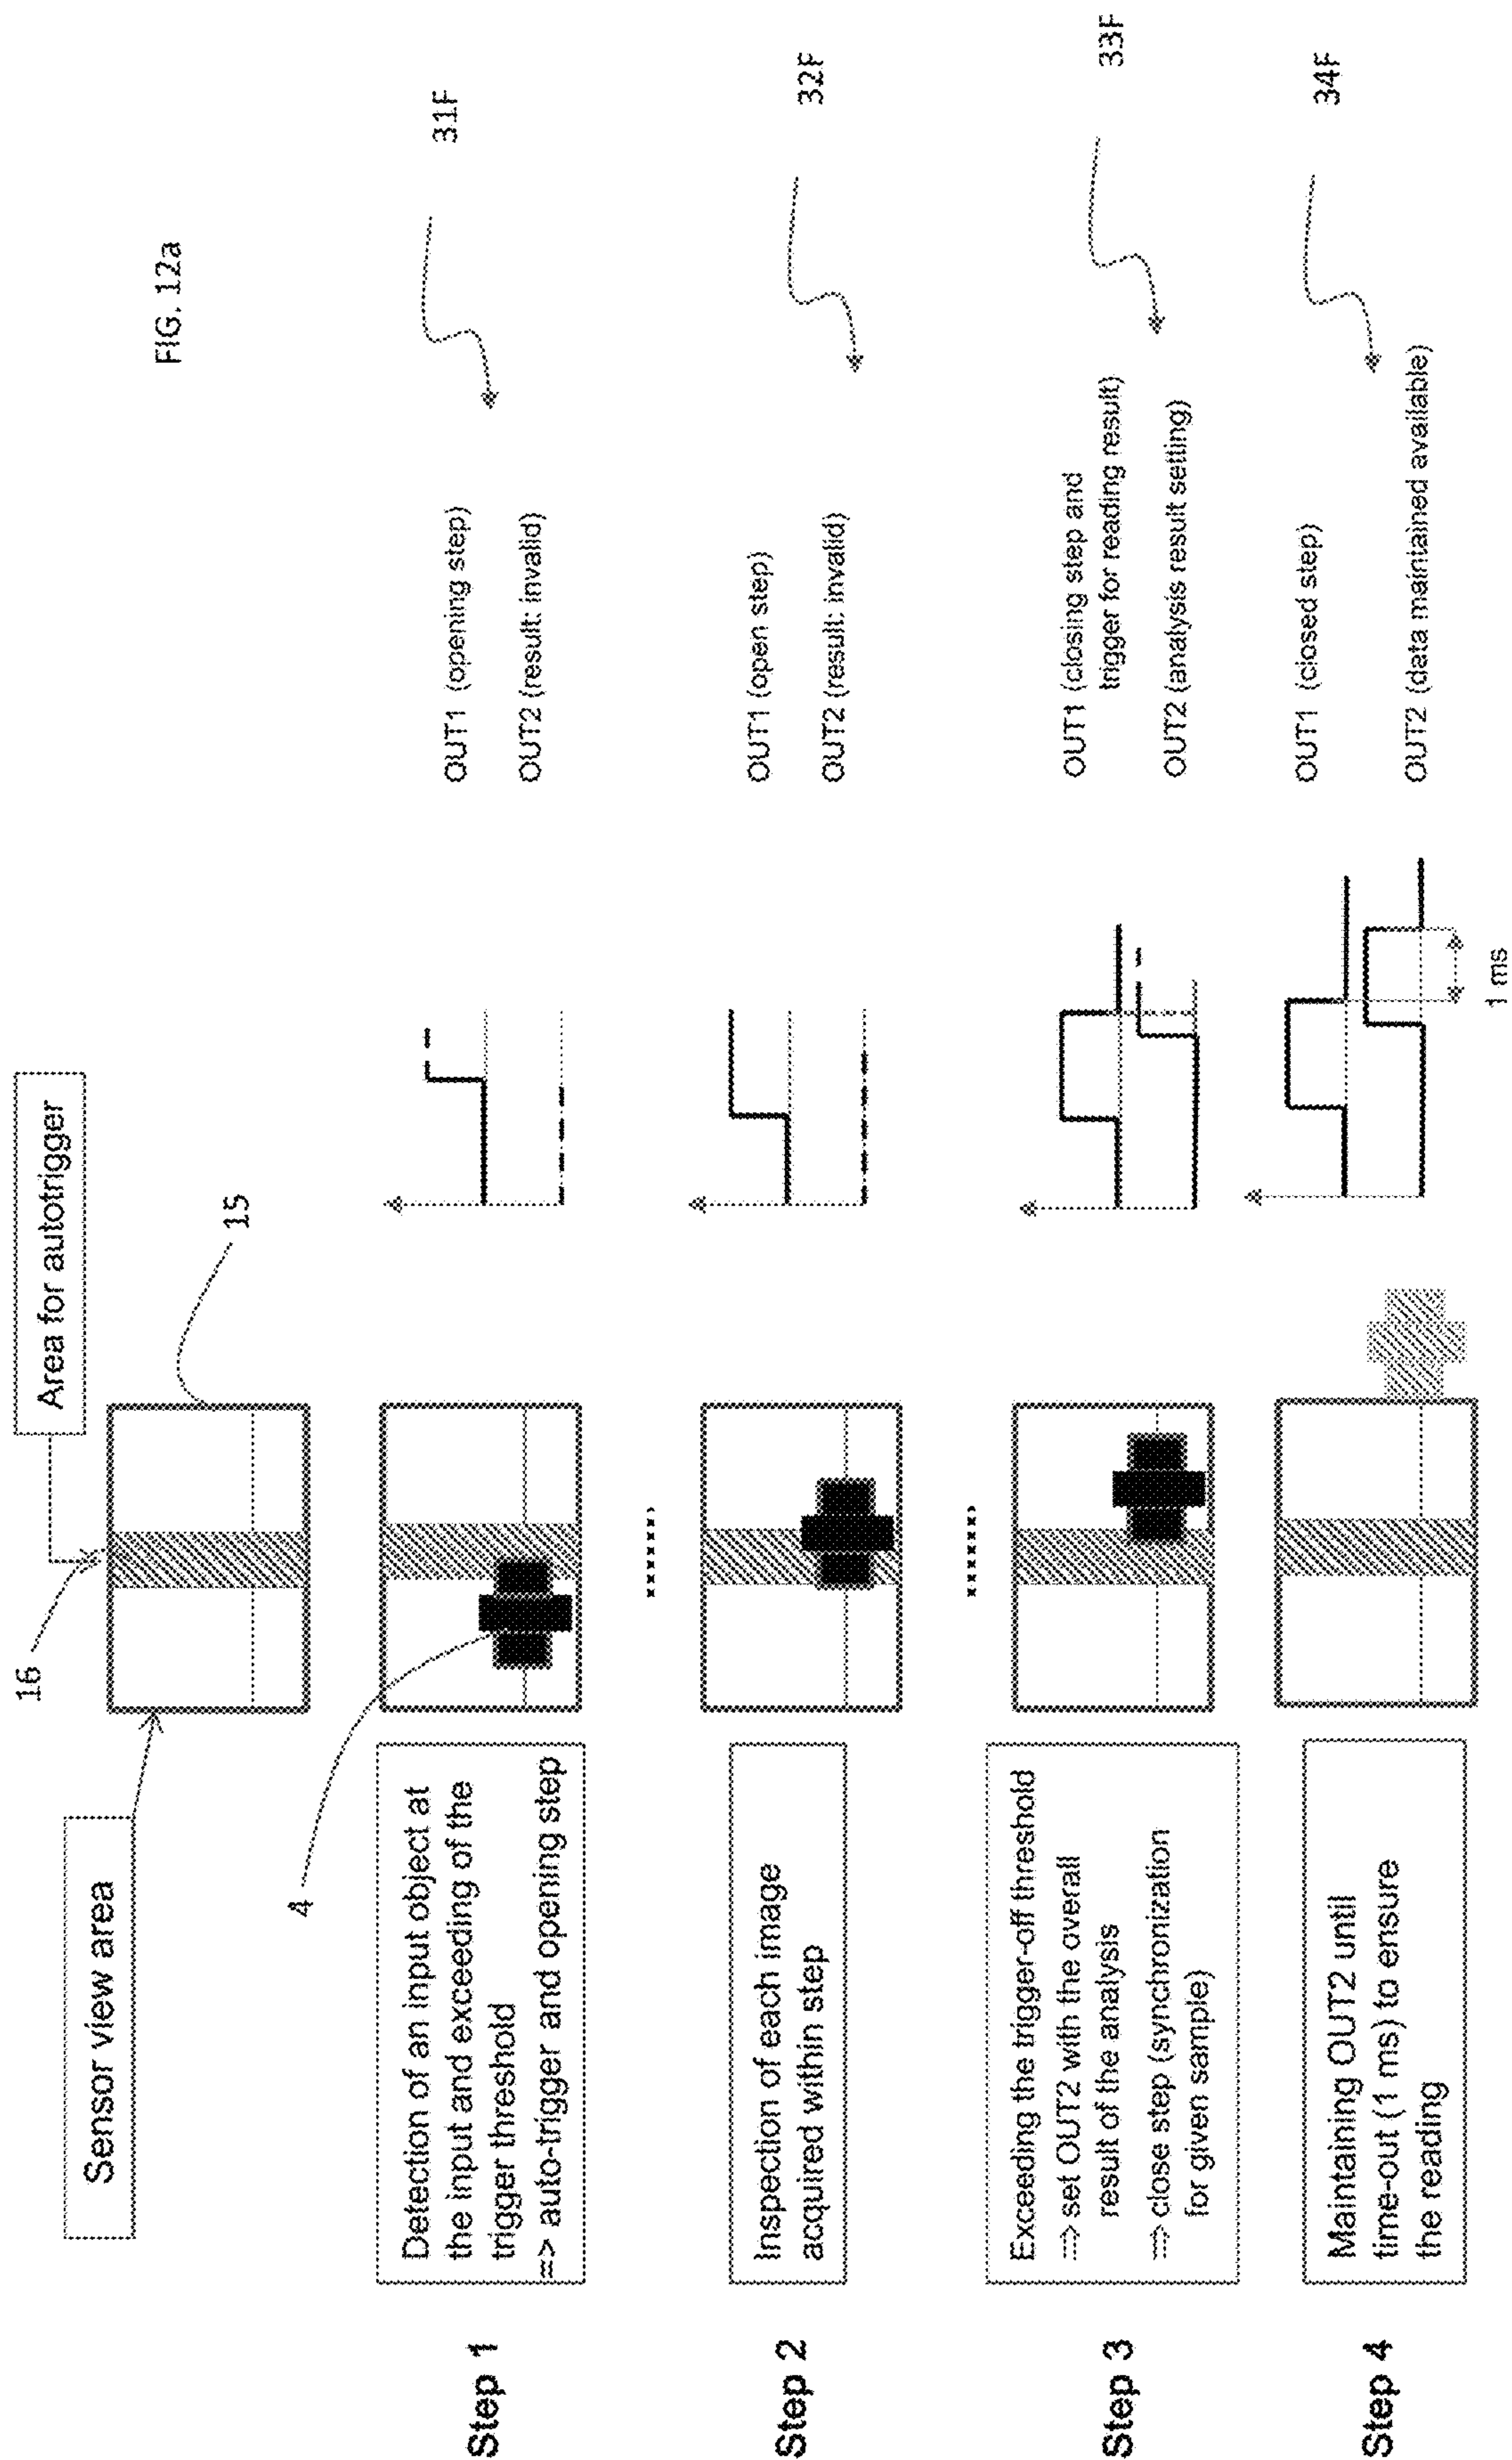 FIG. 12a
Sensor view area
16
Area for autotrigger
15
Step 1
Detection of an input object at
the input and exceeding of the
trigger threshold
=> auto-trigger and opening step
4
OUT1 (opening step)
OUT2 (result: invalid)
31F
Step 2
Inspection of each image
acquired within step
OUT1 (open step)
OUT2 (result: invalid)
32F
Step 3
Exceeding the trigger-off threshold
=> set OUT2 with the overall
result of the analysis
=> close step (synchronization
for given sample)
OUT1 (closing step and
trigger for reading result)
OUT2 (analysis result setting)
33F
Step 4
Maintaining OUT2 until
time-out (1 ms) to ensure
the reading
1 ms
OUT1 (closed step)
OUT2 (data maintained available)
34F